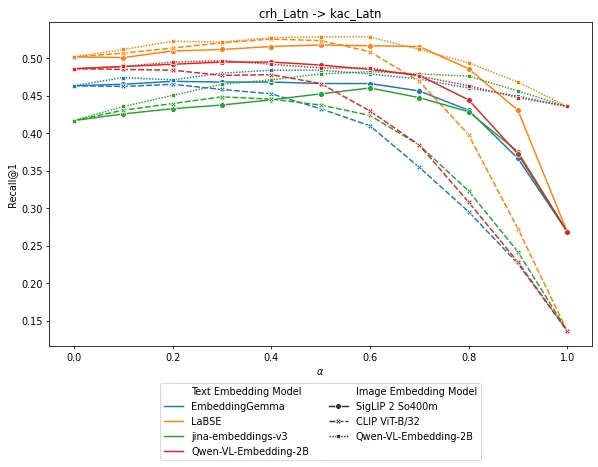 crh_Latn -> kac_Latn
Recall@1
0.50
0.45
0.40
0.35
0.30
0.25
0.20
0.15
0.0 0.2 0.4 0.6 0.8 1.0
α
Text Embedding Model Image Embedding Model
EmbeddingGemma SigLIP 2 So400m
LaBSE CLIP ViT-B/32
jina-embeddings-v3 Qwen-VL-Embedding-2B
Qwen-VL-Embedding-2B